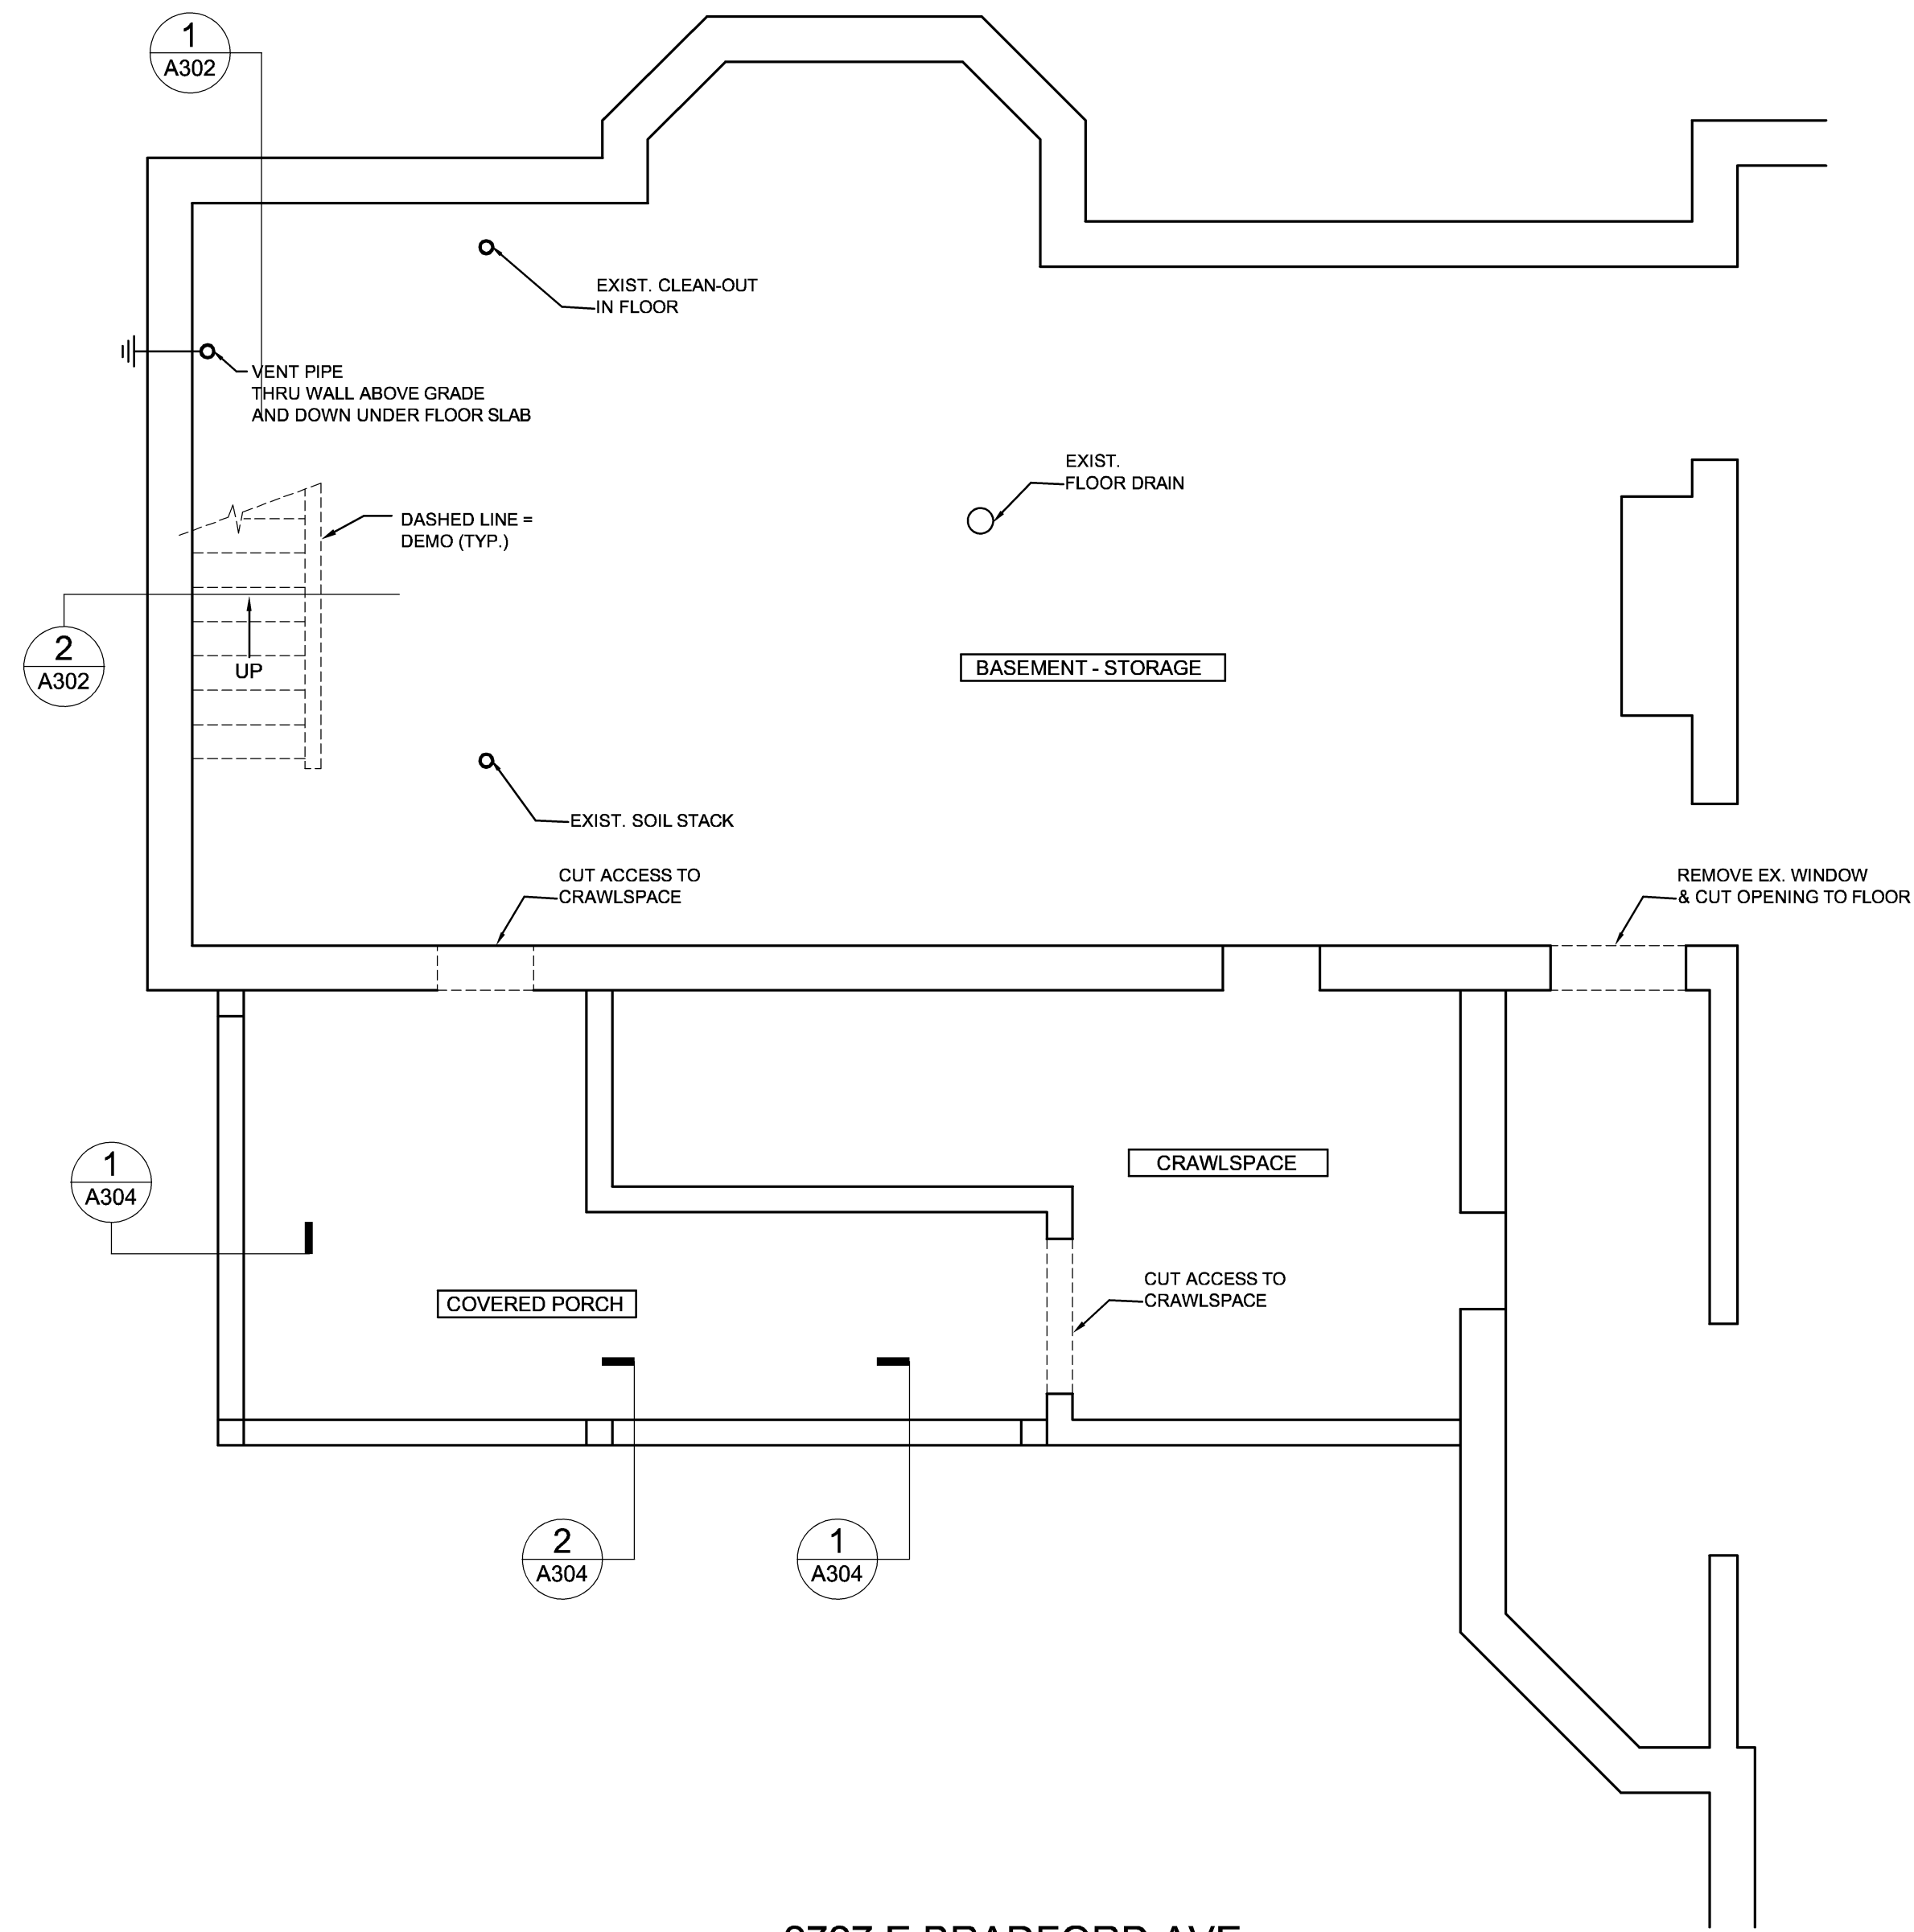 1
A302
EXIST. CLEAN-OUT
IN FLOOR
VENT PIPE
THRU WALL ABOVE GRADE
AND DOWN UNDER FLOOR SLAB
EXIST.
FLOOR DRAIN
DASHED LINE =
DEMO (TYP.)
2
A302
UP
BASEMENT - STORAGE
EXIST. SOIL STACK
CUT ACCESS TO
CRAWLSPACE
REMOVE EX. WINDOW
& CUT OPENING TO FLOOR
1
A304
CRAWLSPACE
CUT ACCESS TO
CRAWLSPACE
COVERED PORCH
2
A304
1
A304
E BRADFORD AVE